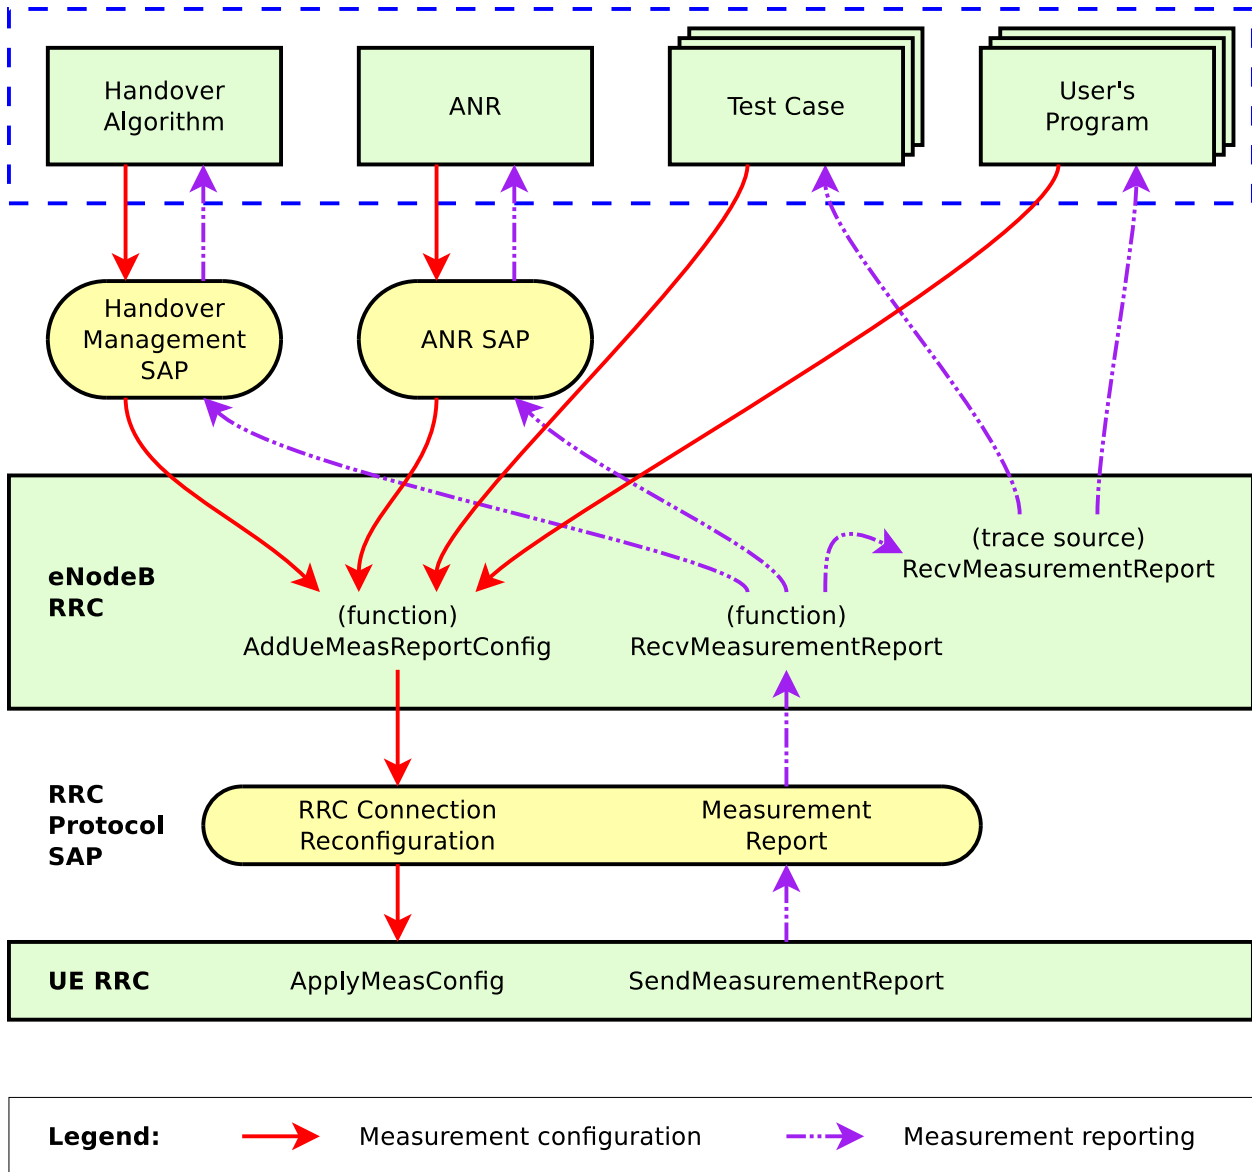 Handover
Algorithm
ANR
Test Case
User's
Program
Handover
Management
SAP
ANR SAP
(trace source)
RecvMeasurementReport
eNodeB
RRC
(function)
AddUeMeasReportConfig
(function)
RecvMeasurementReport
RRC
Protocol
SAP
RRC Connection
Reconfiguration
Measurement
Report
UE RRC
ApplyMeasConfig
SendMeasurementReport
Legend:
Measurement configuration
Measurement reporting